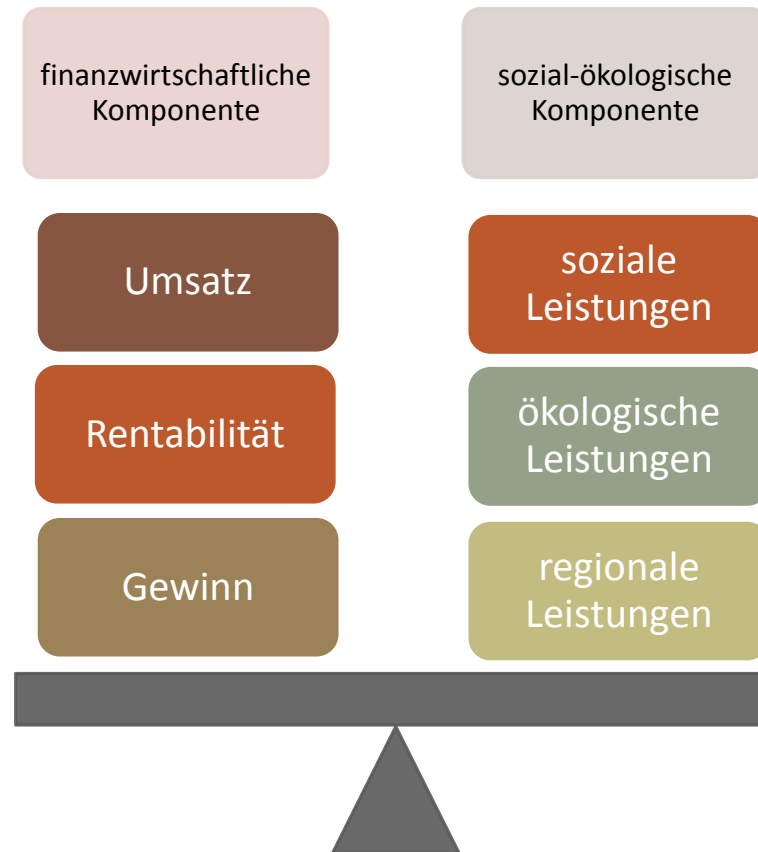 finanzwirtschaftliche
Komponente
sozial-ökologische
Komponente
Umsatz
soziale
Leistungen
Rentabilität
ökologische
Leistungen
Gewinn
regionale
Leistungen